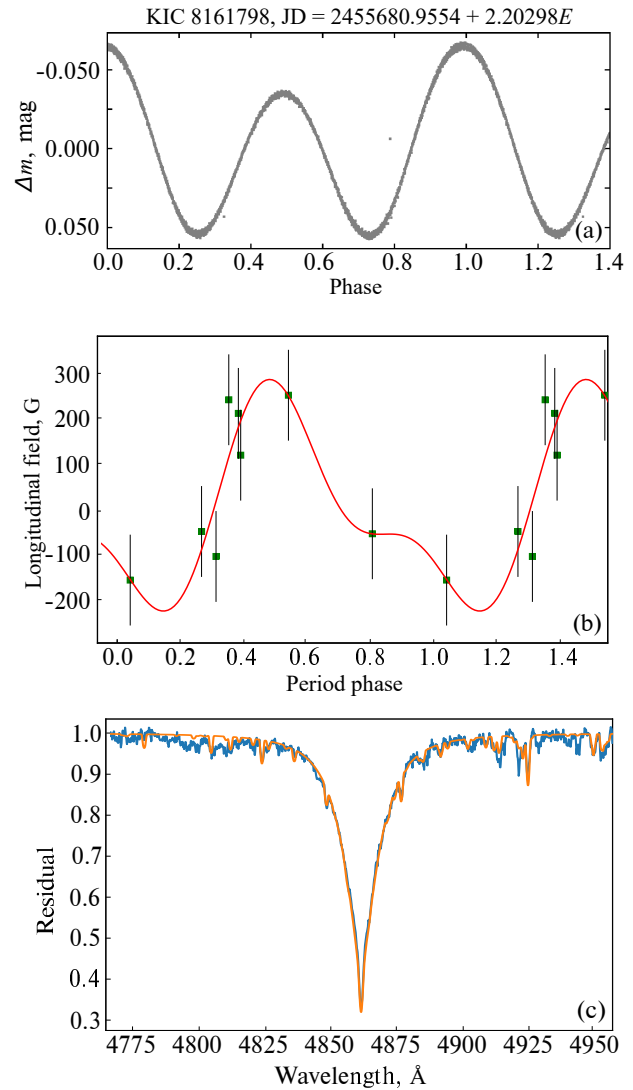 KIC 8161798, JD = 2455680.9554 + 2.20298E
-0.050
0.000
0.050
Δm, mag
(a)
0.0 0.2 0.4 0.6 0.8 1.0 1.2 1.4
Phase
300
200
100
0
-100
-200
Longitudinal field, G
(b)
0.0 0.2 0.4 0.6 0.8 1.0 1.2 1.4
Period phase
1.0
0.9
0.8
0.7
0.6
0.5
0.4
0.3
Residual
(c)
4775 4800 4825 4850 4875 4900 4925 4950
Wavelength, Å